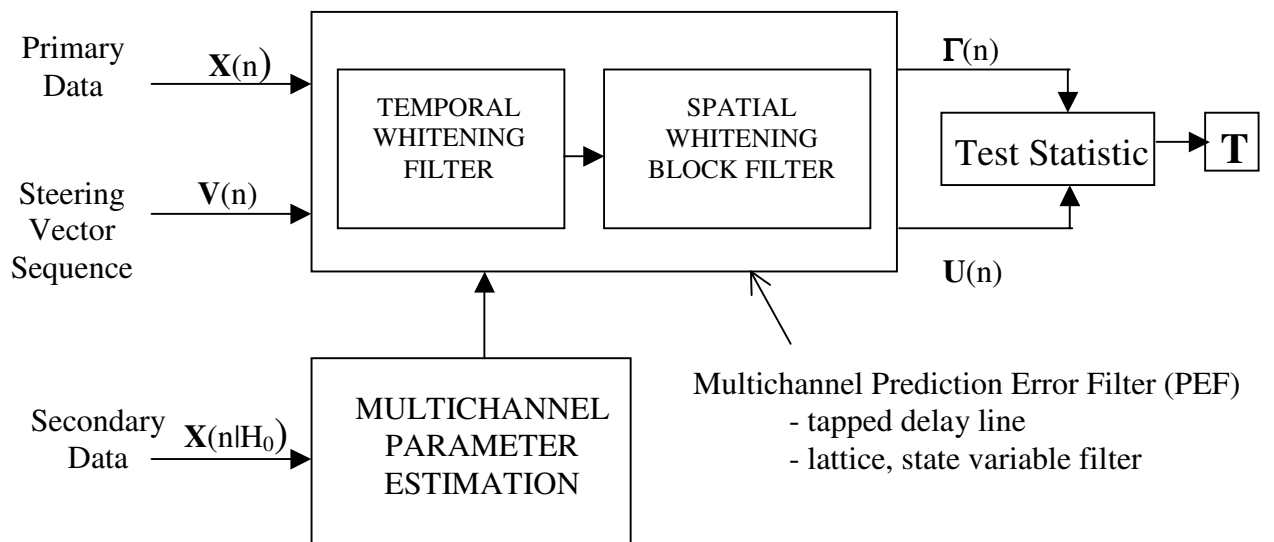 Primary
Data
X(n)
Steering
Vector
Sequence
V(n)
TEMPORAL
WHITENING
FILTER
SPATIAL
WHITENING
BLOCK FILTER
Γ(n)
U(n)
Test Statistic
T
Secondary
Data
X(n|H₀)
MULTICHANNEL
PARAMETER
ESTIMATION
Multichannel Prediction Error Filter (PEF)
- tapped delay line
- lattice, state variable filter